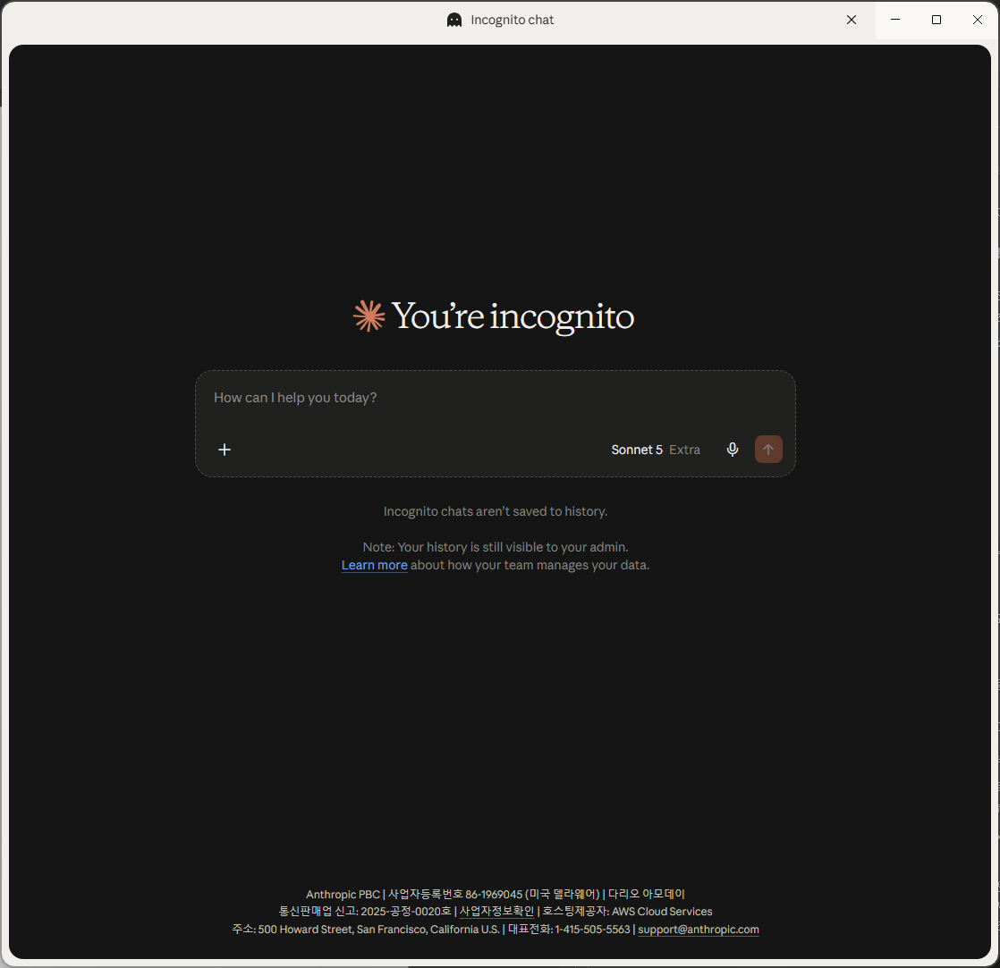 Incognito chat
You’re incognito
How can I help you today?
Sonnet 5 Extra
Incognito chats aren’t saved to history.
Note: Your history is still visible to your admin.
Learn more about how your team manages your data.
Anthropic PBC | 사업자등록번호 86-1969045 (미국 델라웨어) | 다리오 아모데이
통신판매업 신고: 2025-공정-0020호 | 사업자정보확인 | 호스팅제공자: AWS Cloud Services
주소: 500 Howard Street, San Francisco, California U.S. | 대표전화: 1-415-505-5563 | support@anthropic.com